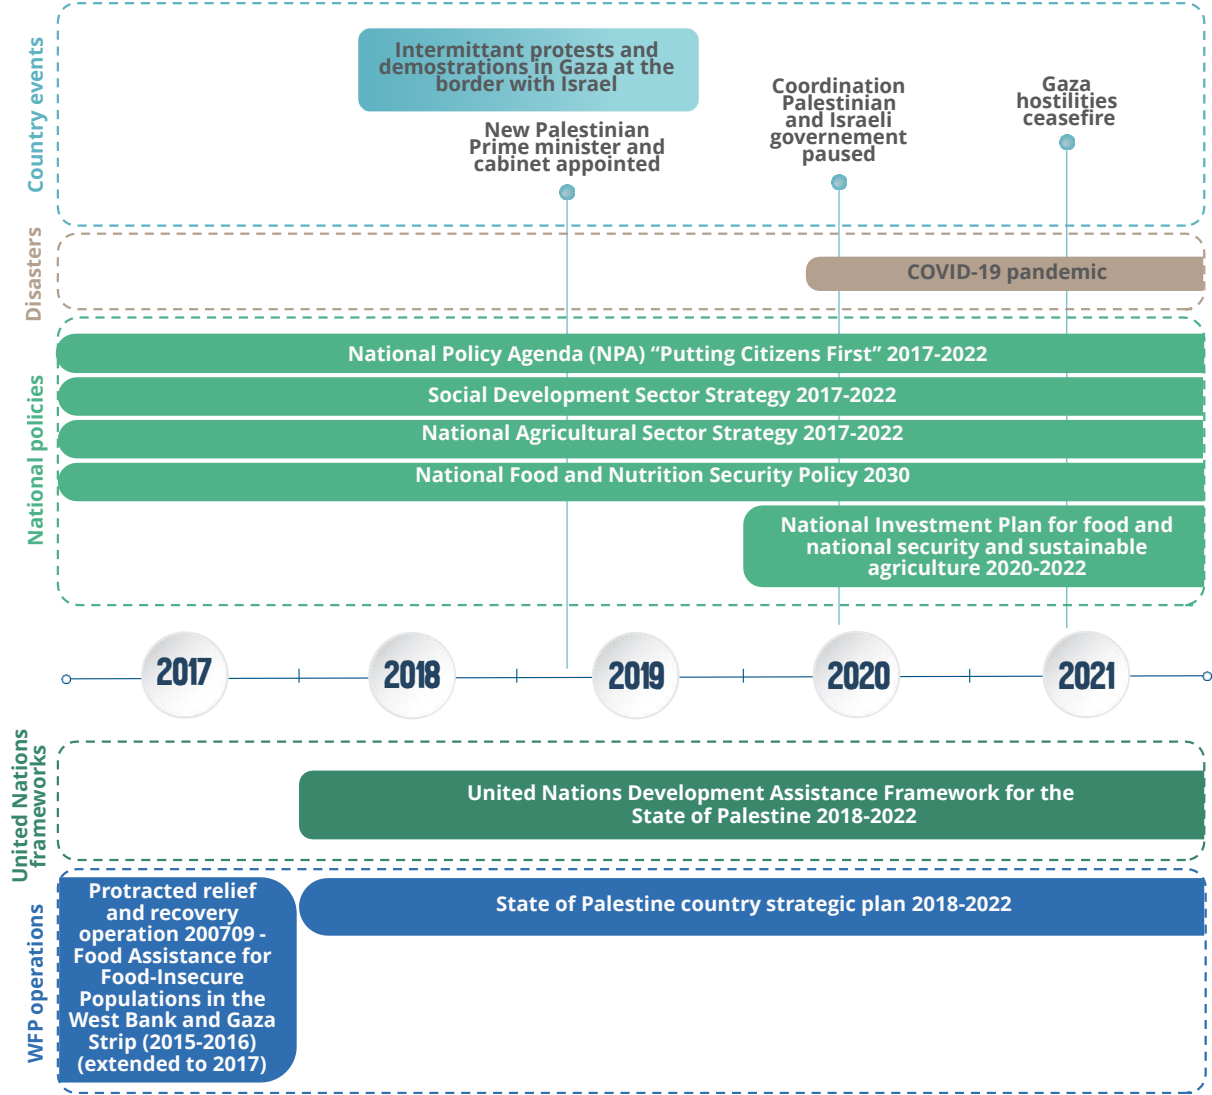 Country events
Intermittant protests and
demostrations in Gaza at the
border with Israel
New Palestinian
Prime minister and
cabinet appointed
Coordination
Palestinian
and Israeli
governement
paused
Gaza
hostilities
ceasefire
Disasters
COVID-19 pandemic
National policies
National Policy Agenda (NPA) “Putting Citizens First” 2017-2022
Social Development Sector Strategy 2017-2022
National Agricultural Sector Strategy 2017-2022
National Food and Nutrition Security Policy 2030
National Investment Plan for food and
national security and sustainable
agriculture 2020-2022
2017
2018
2019
2020
2021
United Nations
frameworks
United Nations Development Assistance Framework for the
State of Palestine 2018-2022
WFP operations
Protracted relief
and recovery
operation 200709 -
Food Assistance for
Food-Insecure
Populations in the
West Bank and Gaza
Strip (2015-2016)
(extended to 2017)
State of Palestine country strategic plan 2018-2022